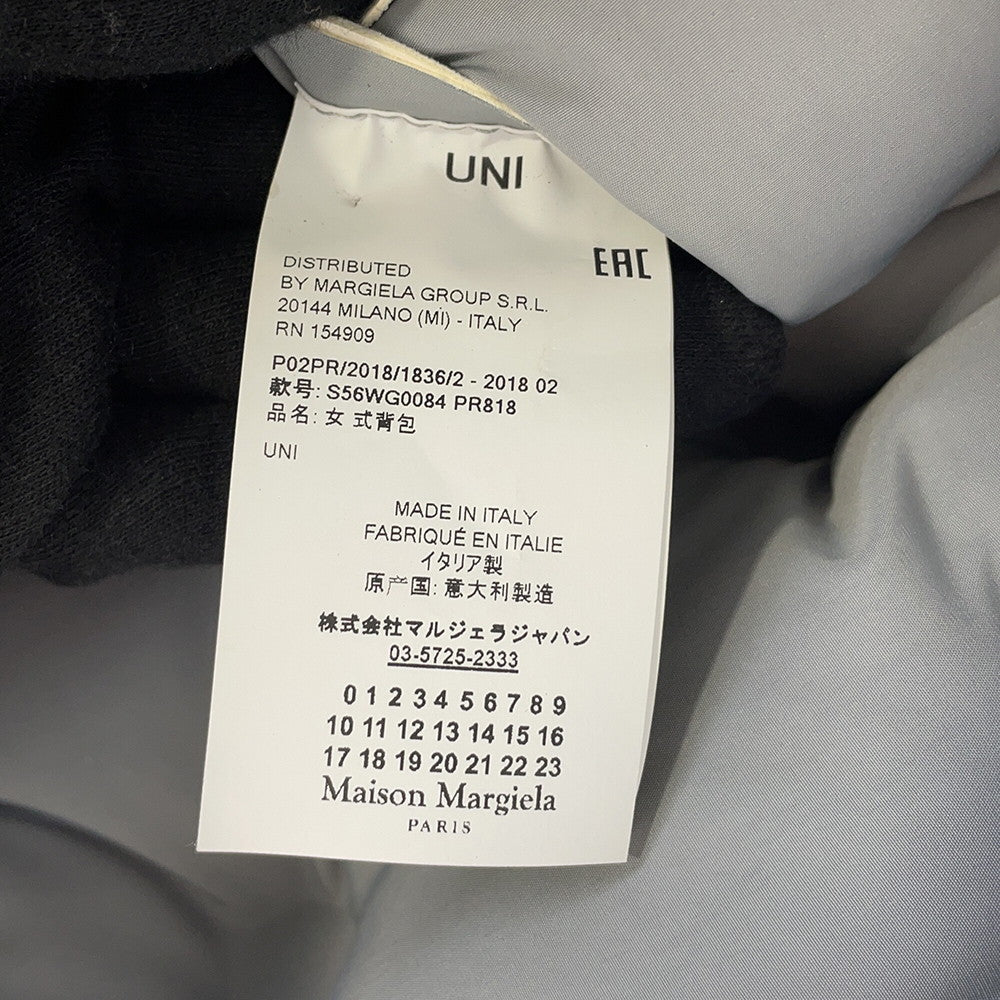 UNI
EAC
DISTRIBUTED
BY MARGIELA GROUP S.R.L.
20144 MILANO (MI) - ITALY
RN 154909
P02PR/2018/1836/2 - 2018 02
款号: S56WG0084 PR818
品名: 女 式背包
UNI
MADE IN ITALY
FABRIQUÉ EN ITALIE
イタリア製
原产国: 意大利製造
株式会社マルジェラジャパン
03-5725-2333
0 1 2 3 4 5 6 7 8 9
10 11 12 13 14 15 16
17 18 19 20 21 22 23
Maison Margiela
PARIS